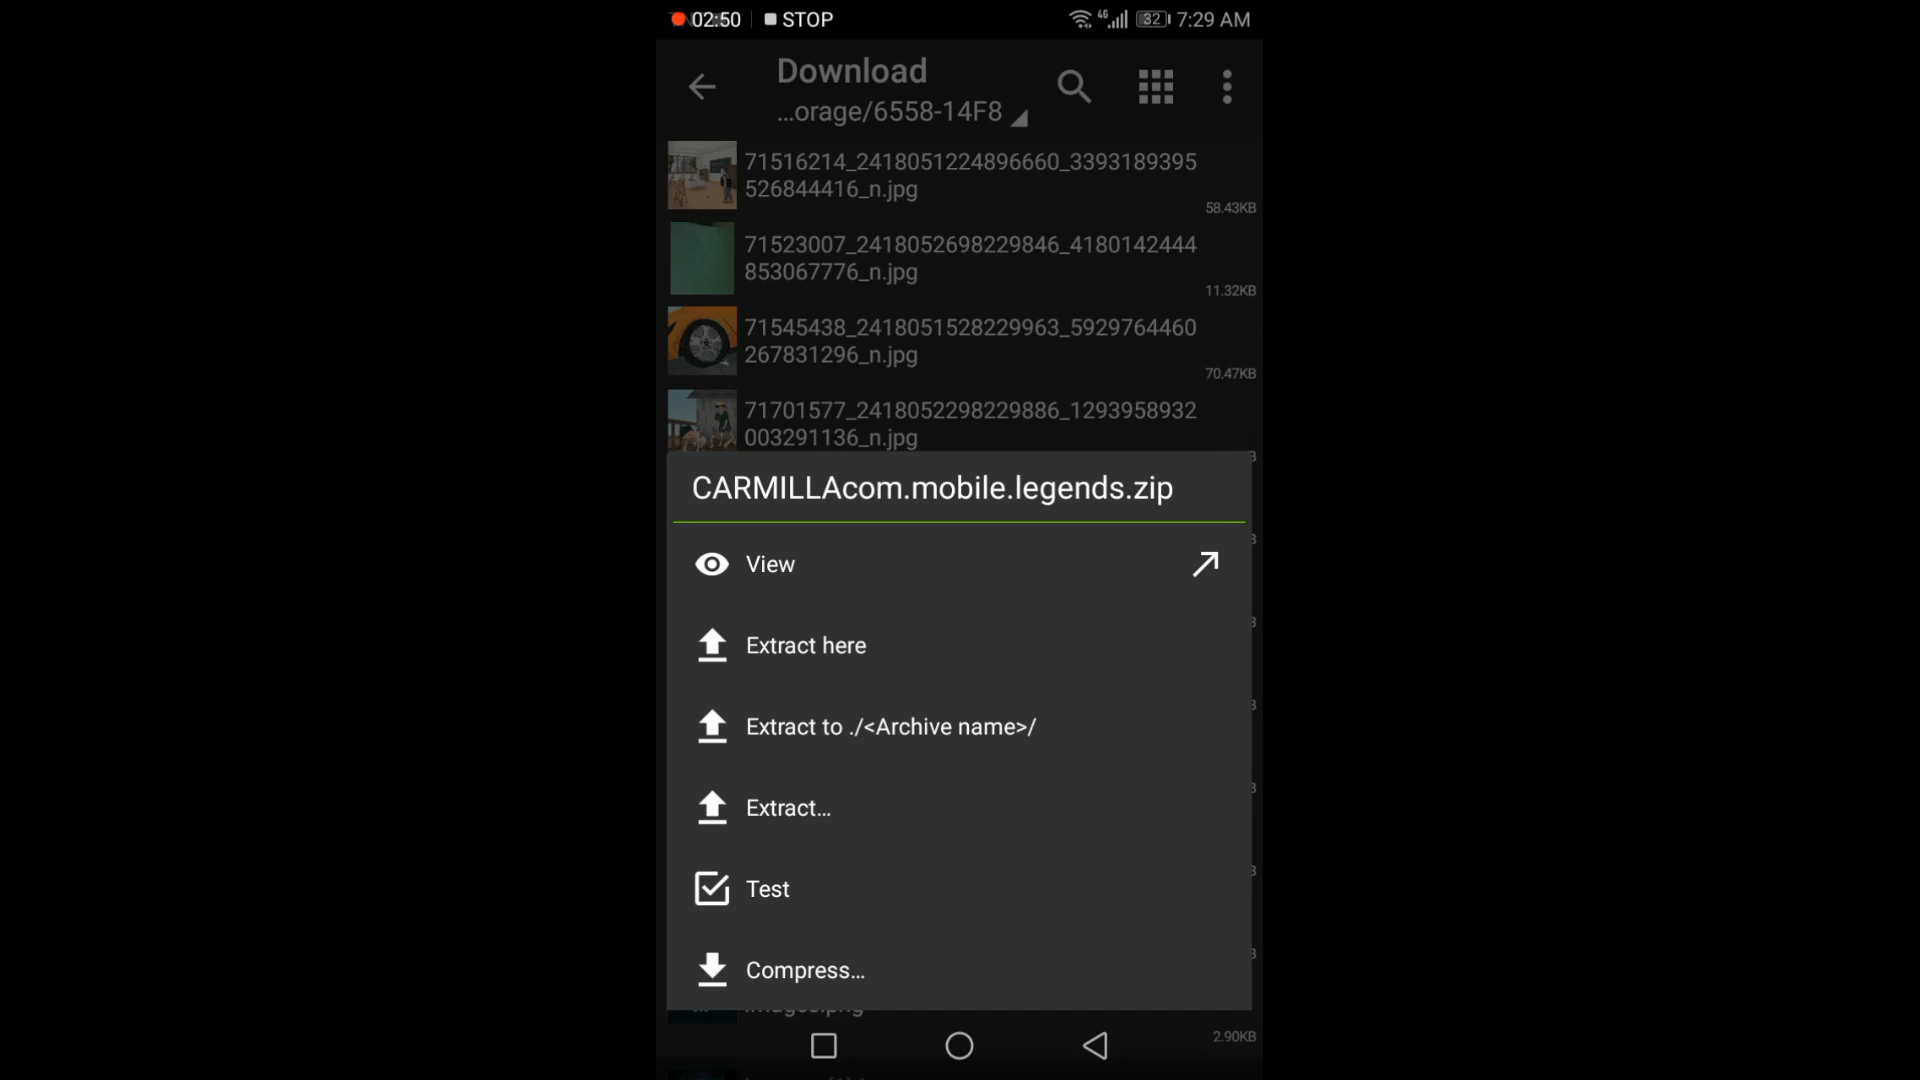 02:50 STOP 4G 32 7:29 AM
Download
...orage/6558-14F8
71516214_2418051224896660_3393189395
526844416_n.jpg
58.43KB
71523007_2418052698229846_4180142444
853067776_n.jpg
11.32KB
71545438_2418051528229963_5929764460
267831296_n.jpg
70.47KB
71701577_2418052298229886_1293958932
003291136_n.jpg
CARMILLAcom.mobile.legends.zip
View
Extract here
Extract to ./<Archive name>/
Extract...
Test
Compress...
2.90KB